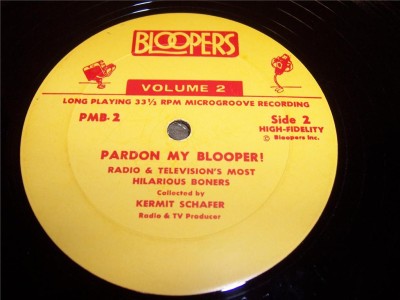 BLOOPERS
VOLUME 2
LONG PLAYING 33⅓ RPM MICROGROOVE RECORDING
PMB-2
Side 2
HIGH-FIDELITY
© Bloopers Inc.
PARDON MY BLOOPER!
RADIO & TELEVISION'S MOST
HILARIOUS BONERS
Collected by
KERMIT SCHAFER
Radio & TV Producer